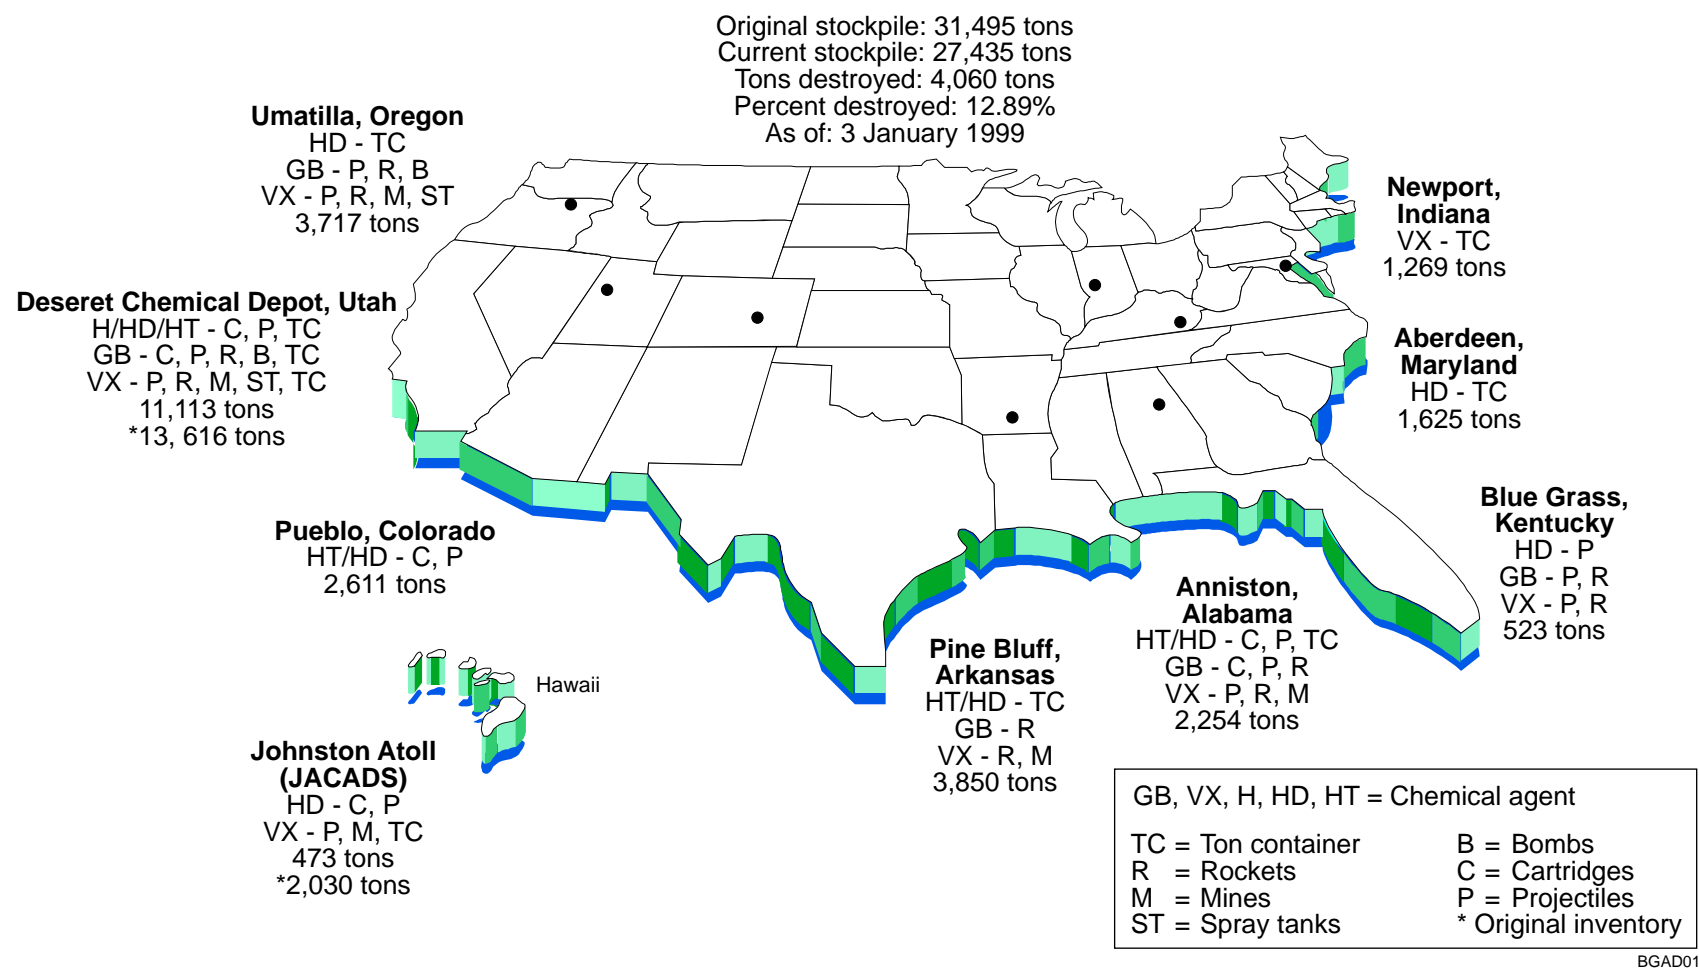 Original stockpile: 31,495 tons
Current stockpile: 27,435 tons
Tons destroyed: 4,060 tons
Percent destroyed: 12.89%
As of: 3 January 1999
Umatilla, Oregon
HD - TC
GB - P, R, B
VX - P, R, M, ST
3,717 tons
Deseret Chemical Depot, Utah
H/HD/HT - C, P, TC
GB - C, P, R, B, TC
VX - P, R, M, ST, TC
11,113 tons
*13, 616 tons
Pueblo, Colorado
HT/HD - C, P
2,611 tons
Hawaii
Johnston Atoll
(JACADS)
HD - C, P
VX - P, M, TC
473 tons
*2,030 tons
Pine Bluff,
Arkansas
HT/HD - TC
GB - R
VX - R, M
3,850 tons
Anniston,
Alabama
HT/HD - C, P, TC
GB - C, P, R
VX - P, R, M
2,254 tons
Newport,
Indiana
VX - TC
1,269 tons
Aberdeen,
Maryland
HD - TC
1,625 tons
Blue Grass,
Kentucky
HD - P
GB - P, R
VX - P, R
523 tons
GB, VX, H, HD, HT = Chemical agent
TC = Ton container
R = Rockets
M = Mines
ST = Spray tanks
B = Bombs
C = Cartridges
P = Projectiles
* Original inventory
BGAD01